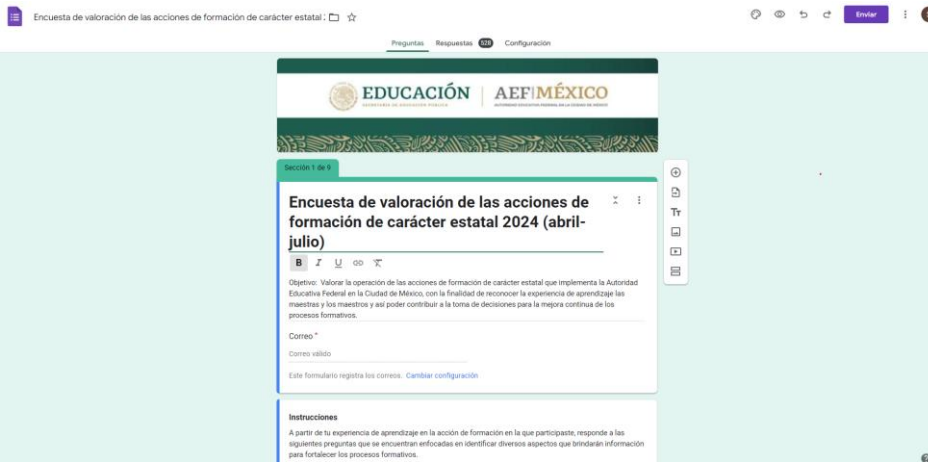 Encuesta de valoración de las acciones de formación de carácter estatal
Enviar
Preguntas Respuestas 528 Configuración
EDUCACIÓN
SECRETARÍA DE EDUCACIÓN PÚBLICA
AEF MÉXICO
AUTORIDAD EDUCATIVA FEDERAL EN LA CIUDAD DE MÉXICO
Sección 1 de 9
Encuesta de valoración de las acciones de
formación de carácter estatal 2024 (abril-
julio)
B I U
Tт
Objetivo: Valorar la operación de las acciones de formación de carácter estatal que implementa la Autoridad
Educativa Federal en la Ciudad de México, con la finalidad de reconocer la experiencia de aprendizaje las
maestras y los maestros y así poder contribuir a la toma de decisiones para la mejora continua de los
procesos formativos.
Correo *
Correo válido
Este formulario registra los correos. Cambiar configuración
Instrucciones
A partir de tu experiencia de aprendizaje en la acción de formación en la que participaste, responde a las
siguientes preguntas que se encuentran enfocadas en identificar diversos aspectos que brindarán información
para fortalecer los procesos formativos.